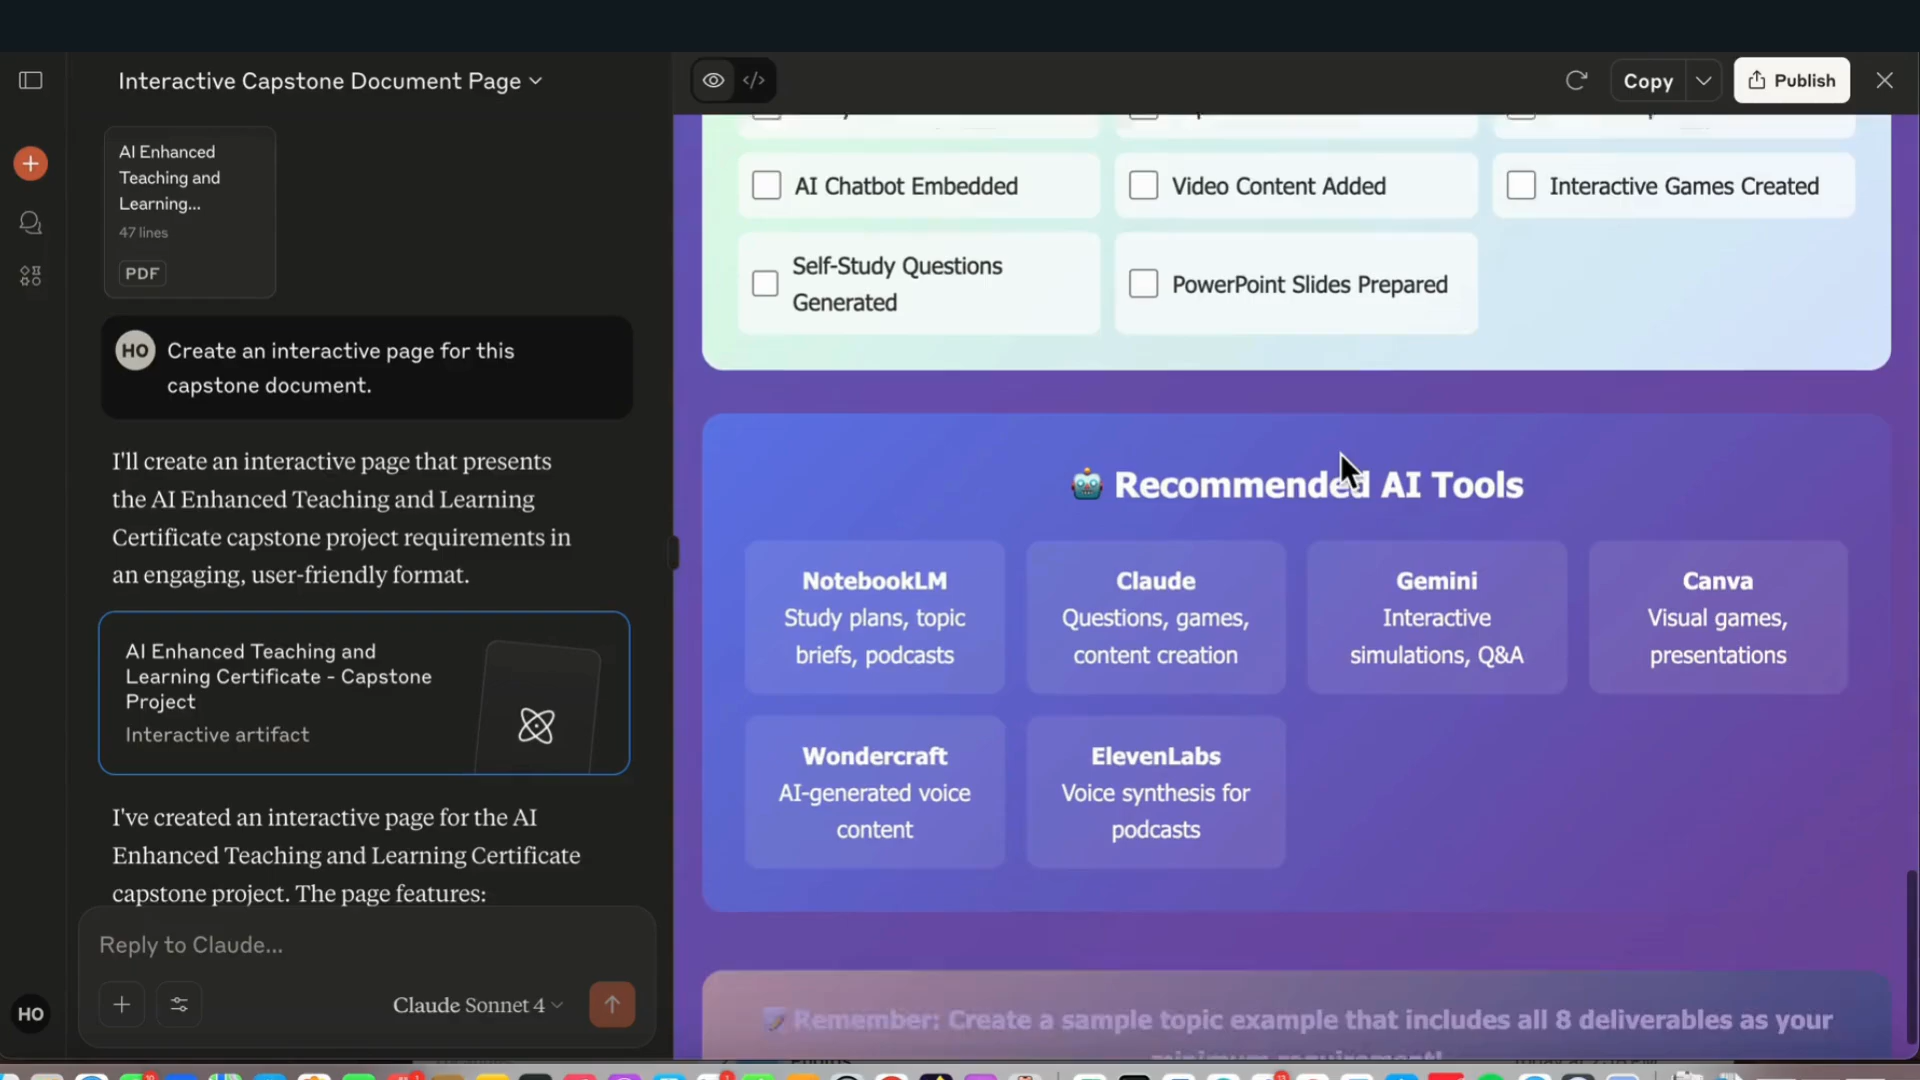 Interactive Capstone Document Page
AI Enhanced
Teaching and
Learning...
47 lines
PDF
HO
Create an interactive page for this
capstone document.
I'll create an interactive page that presents
the AI Enhanced Teaching and Learning
Certificate capstone project requirements in
an engaging, user-friendly format.
AI Enhanced Teaching and
Learning Certificate - Capstone
Project
Interactive artifact
I've created an interactive page for the AI
Enhanced Teaching and Learning Certificate
capstone project. The page features:
Reply to Claude...
Claude Sonnet 4
HO
Copy
Publish
AI Chatbot Embedded
Video Content Added
Interactive Games Created
Self-Study Questions
Generated
PowerPoint Slides Prepared
Recommended AI Tools
NotebookLM
Study plans, topic
briefs, podcasts
Claude
Questions, games,
content creation
Gemini
Interactive
simulations, Q&A
Canva
Visual games,
presentations
Wondercraft
AI-generated voice
content
ElevenLabs
Voice synthesis for
podcasts
Remember: Create a sample topic example that includes all 8 deliverables as your
minimum requirement!